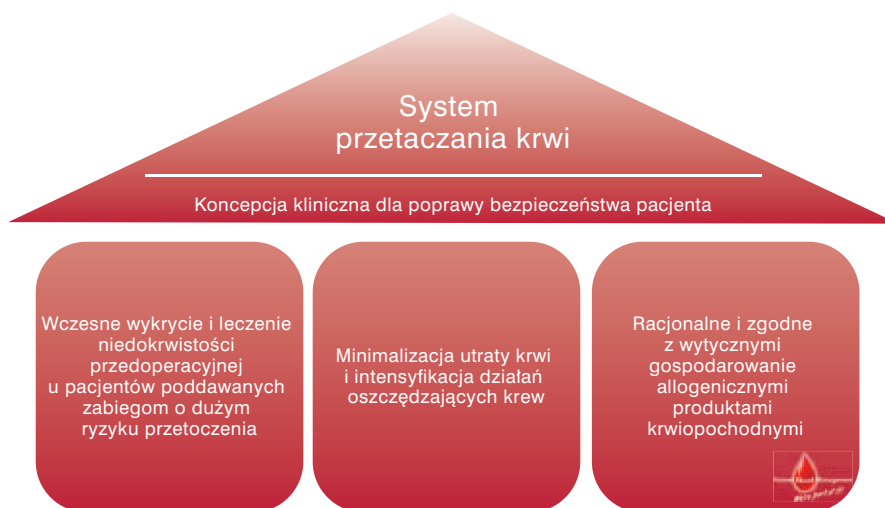 System
przetaczania krwi
Koncepcja kliniczna dla poprawy bezpieczeństwa pacjenta
Wczesne wykrycie i leczenie
niedokrwistości
przedoperacyjnej
u pacjentów poddawanych
zabiegom o dużym
ryzyku przetoczenia
Minimalizacja utraty krwi
i intensyfikacja działań
oszczędzających krew
Racjonalne i zgodne
z wytycznymi
gospodarowanie
allogenicznymi
produktami
krwiopochodnymi